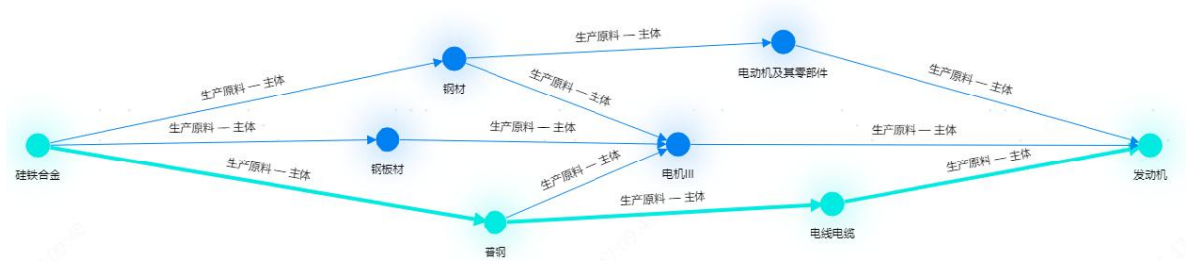 生产原料 — 主体
生产原料 — 主体
电动机及其零部件
生产原料 — 主体
生产原料 — 主体
钢材
生产原料 — 主体
生产原料 — 主体
生产原料 — 主体
生产原料 — 主体
硅铁合金
钢板材
电机III
发动机
生产原料 — 主体
生产原料 — 主体
生产原料 — 主体
生产原料 — 主体
普钢
电线电缆